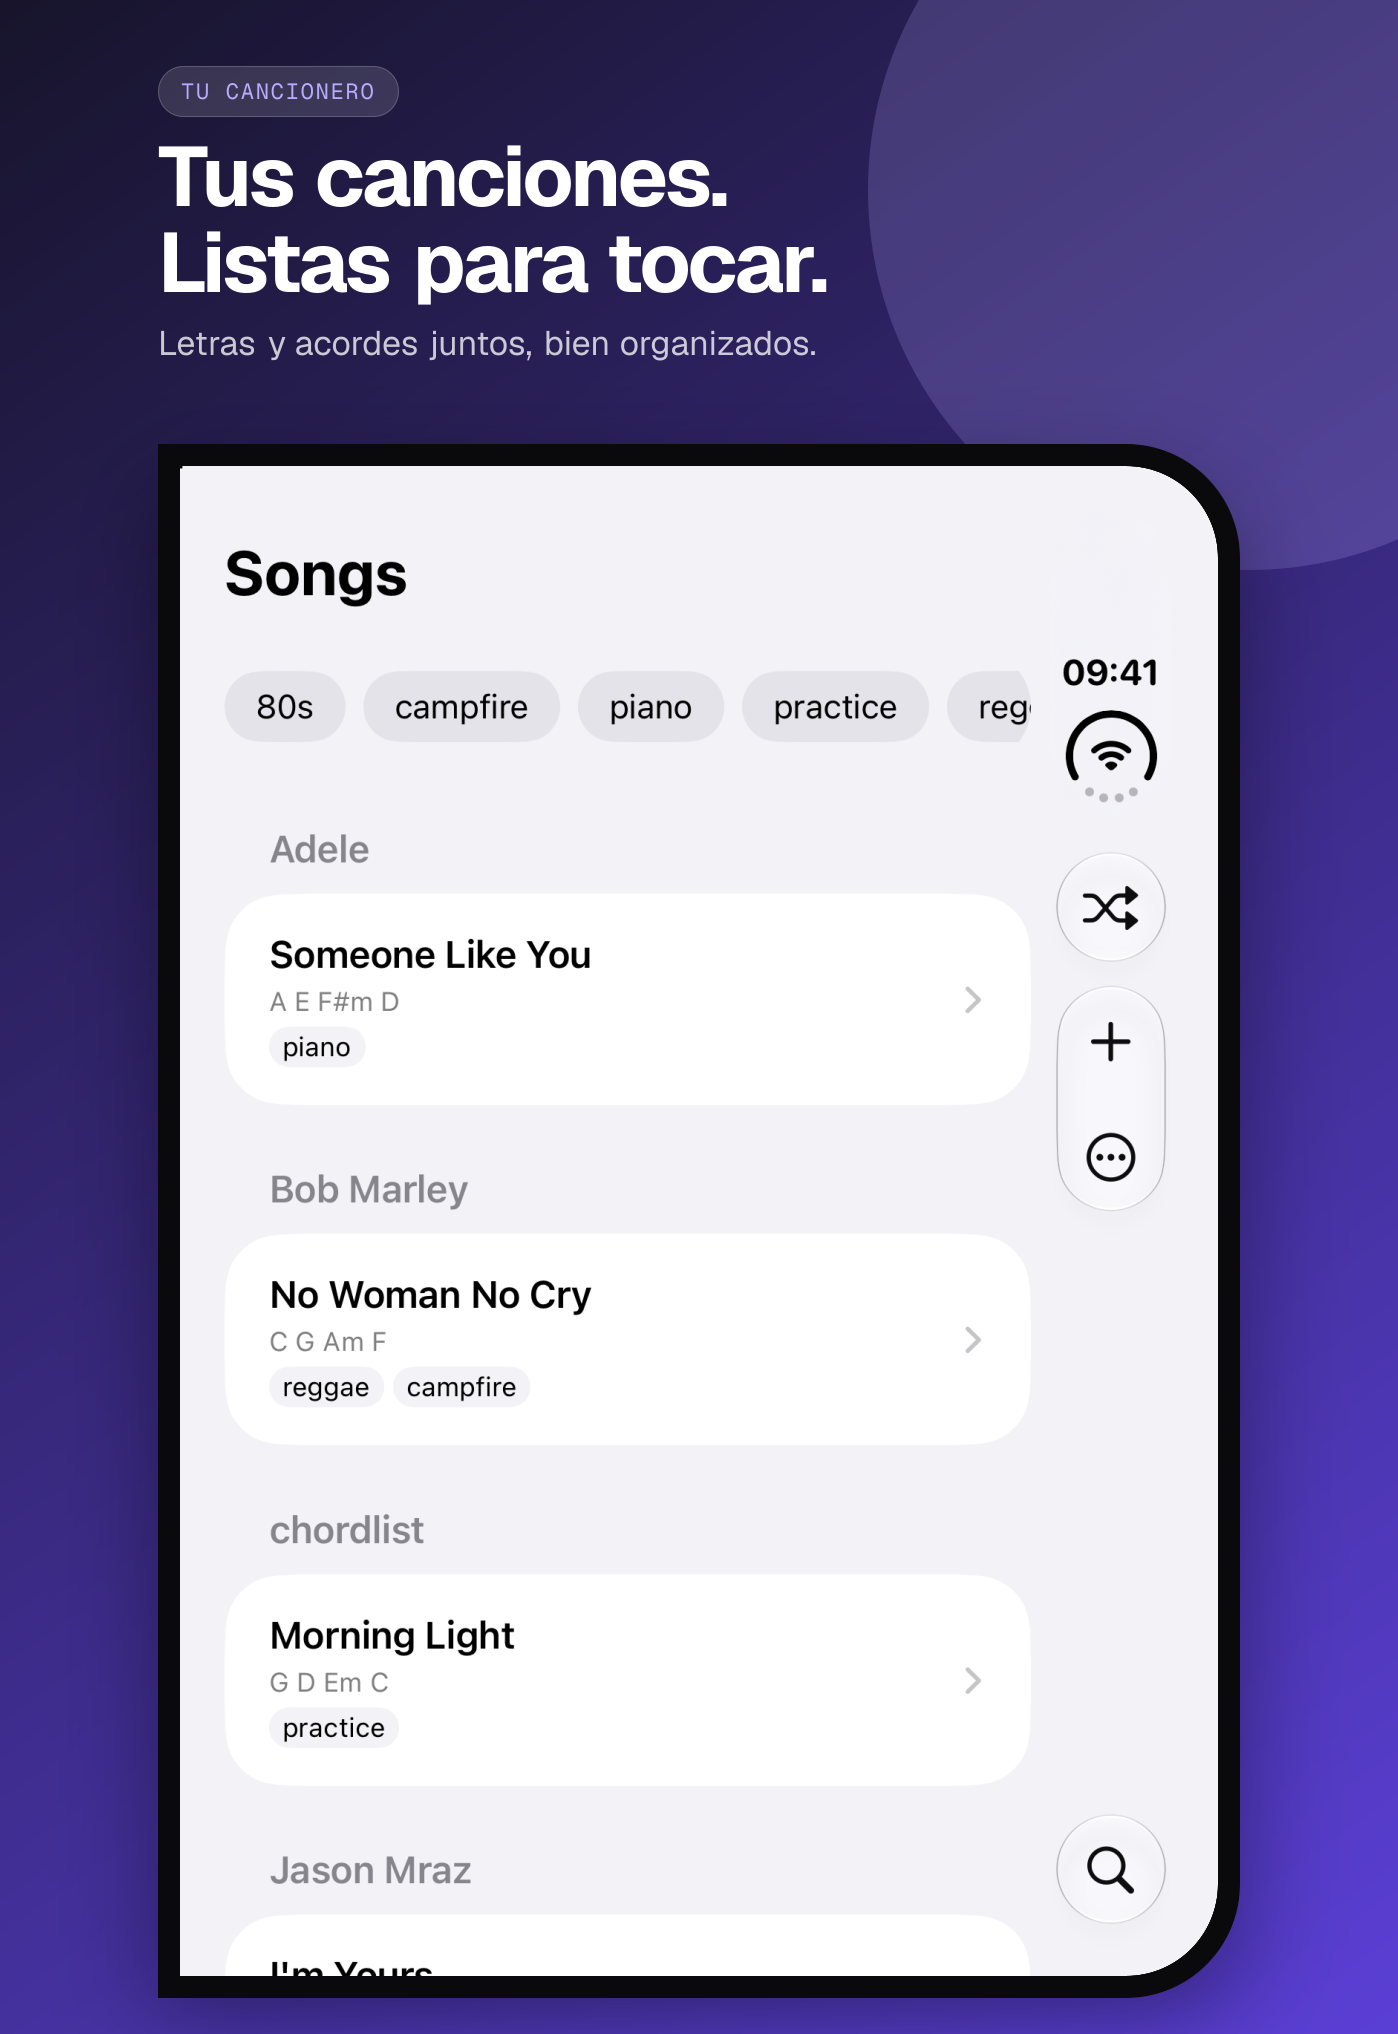 TU CANCIONERO
Tus canciones.
Listas para tocar.
Letras y acordes juntos, bien organizados.
Songs
09:41
80s campfire piano practice reg
Adele
Someone Like You
A E F#m D
piano
Bob Marley
No Woman No Cry
C G Am F
reggae campfire
chordlist
Morning Light
G D Em C
practice
Jason Mraz
I'm Yours